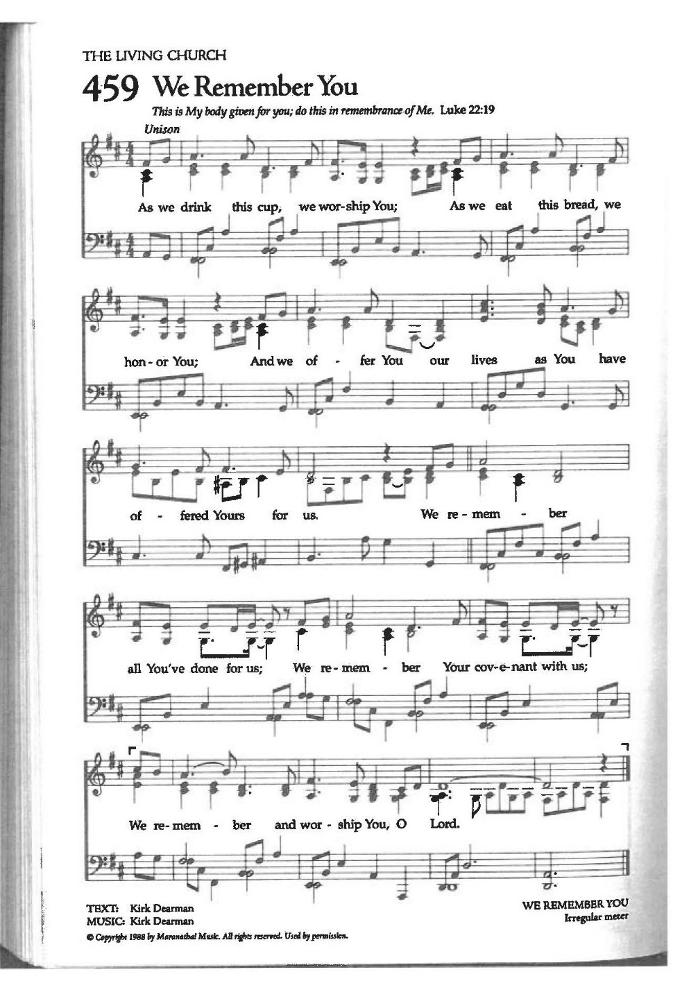 THE LIVING CHURCH
459 We Remember You
This is My body given for you; do this in remembrance of Me. Luke 22:19
Unison
As we drink this cup, we wor-ship You; As we eat this bread, we
hon - or You; And we of - fer You our lives as You have
of - fered Yours for us. We re - mem - ber
all You've done for us; We re - mem - ber Your cov-e-nant with us;
We re-mem - ber and wor - ship You, O Lord.
TEXT: Kirk Dearman
MUSIC: Kirk Dearman
© Copyright 1988 by Maranatha! Music. All rights reserved. Used by permission.
WE REMEMBER YOU
Irregular meter